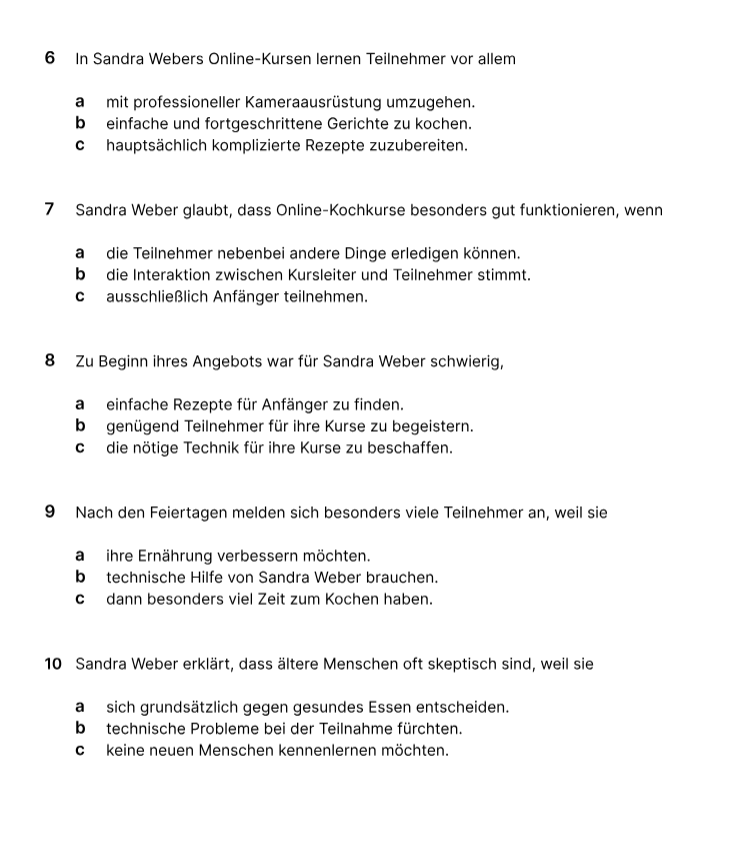 6 In Sandra Webers Online-Kursen lernen Teilnehmer vor allem
a mit professioneller Kameraausrüstung umzugehen.
b einfache und fortgeschrittene Gerichte zu kochen.
c hauptsächlich komplizierte Rezepte zuzubereiten.
7 Sandra Weber glaubt, dass Online-Kochkurse besonders gut funktionieren, wenn
a die Teilnehmer nebenbei andere Dinge erledigen können.
b die Interaktion zwischen Kursleiter und Teilnehmer stimmt.
c ausschließlich Anfänger teilnehmen.
8 Zu Beginn ihres Angebots war für Sandra Weber schwierig,
a einfache Rezepte für Anfänger zu finden.
b genügend Teilnehmer für ihre Kurse zu begeistern.
c die nötige Technik für ihre Kurse zu beschaffen.
9 Nach den Feiertagen melden sich besonders viele Teilnehmer an, weil sie
a ihre Ernährung verbessern möchten.
b technische Hilfe von Sandra Weber brauchen.
c dann besonders viel Zeit zum Kochen haben.
10 Sandra Weber erklärt, dass ältere Menschen oft skeptisch sind, weil sie
a sich grundsätzlich gegen gesundes Essen entscheiden.
b technische Probleme bei der Teilnahme fürchten.
c keine neuen Menschen kennenlernen möchten.